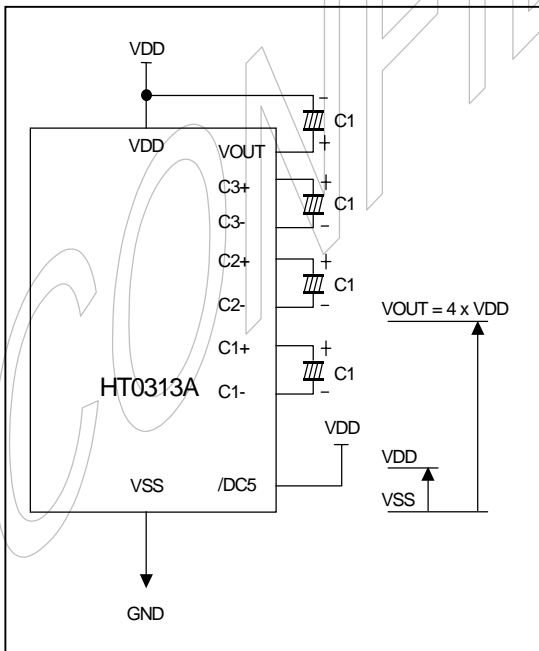 VDD
VDD
VOUT
C3+
C3-
C2+
C2-
C1+
C1-
HT0313A
VSS
/DC5
GND
-
C1
+
+
C1
-
+
C1
-
+
C1
-
VDD
VOUT = 4 x VDD
VDD
VSS